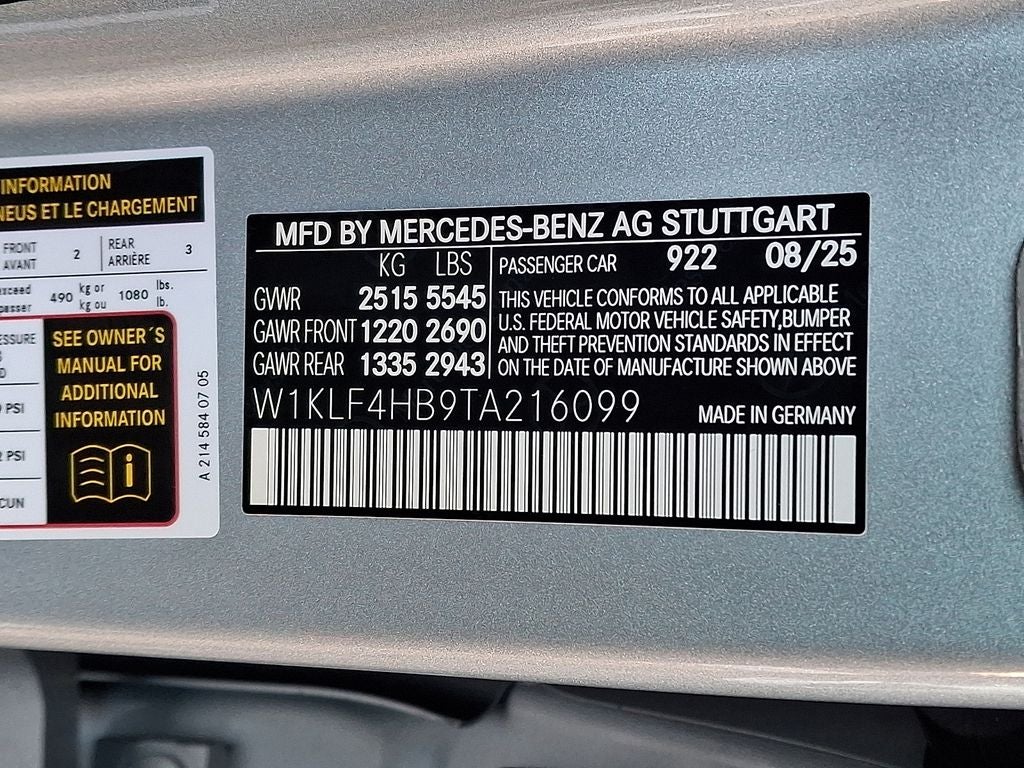 INFORMATION
NEUS ET LE CHARGEMENT
FRONT
AVANT
2
REAR
ARRIÈRE
3
490
kg or
kg ou
1080
lbs.
lb.
PSI
PSI
SEE OWNER´S
MANUAL FOR
ADDITIONAL
INFORMATION
i
A 214 584 07 05
MFD BY MERCEDES-BENZ AG STUTTGART
KG LBS
GVWR 2515 5545
GAWR FRONT 1220 2690
GAWR REAR 1335 2943
PASSENGER CAR 922 08/25
THIS VEHICLE CONFORMS TO ALL APPLICABLE
U.S. FEDERAL MOTOR VEHICLE SAFETY,BUMPER
AND THEFT PREVENTION STANDARDS IN EFFECT
ON THE DATE OF MANUFACTURE SHOWN ABOVE
W1KLF4HB9TA216099
MADE IN GERMANY